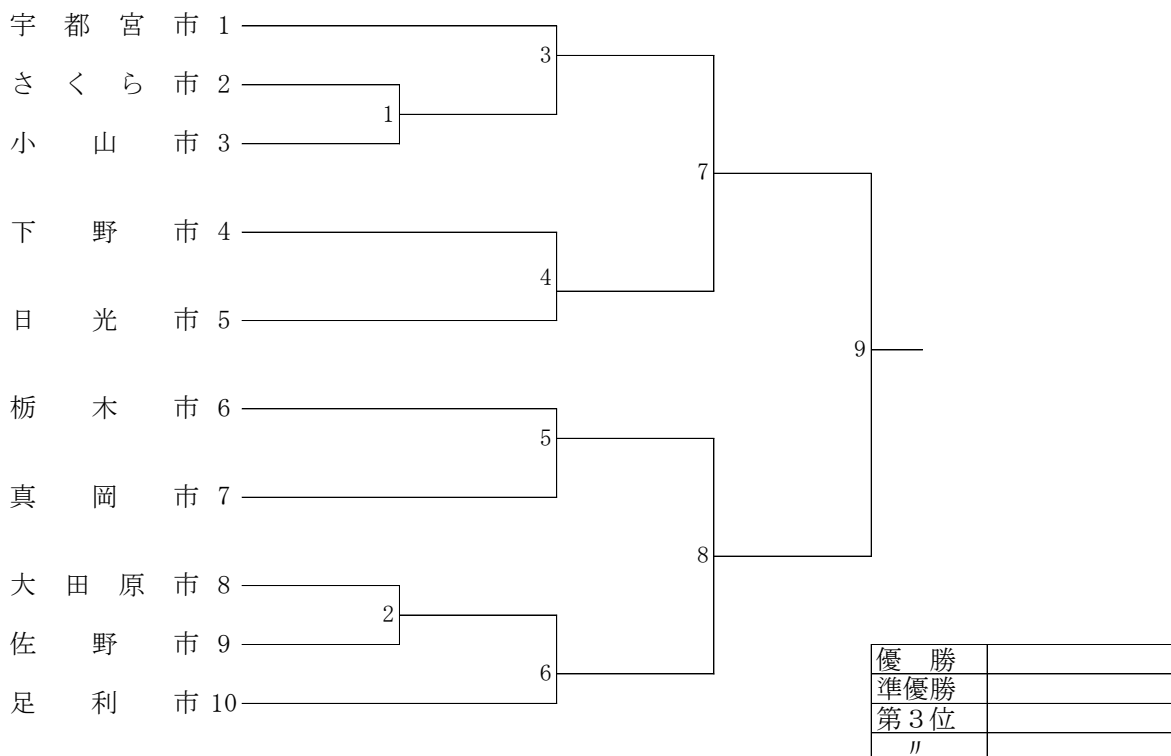 宇都宮市 1
3
さくら市 2
1
小山市 3
7
下野市 4
4
日光市 5
9
栃木市 6
5
真岡市 7
8
大田原市 8
2
佐野市 9
6
足利市 10
優 勝
準優勝
第３位
〃